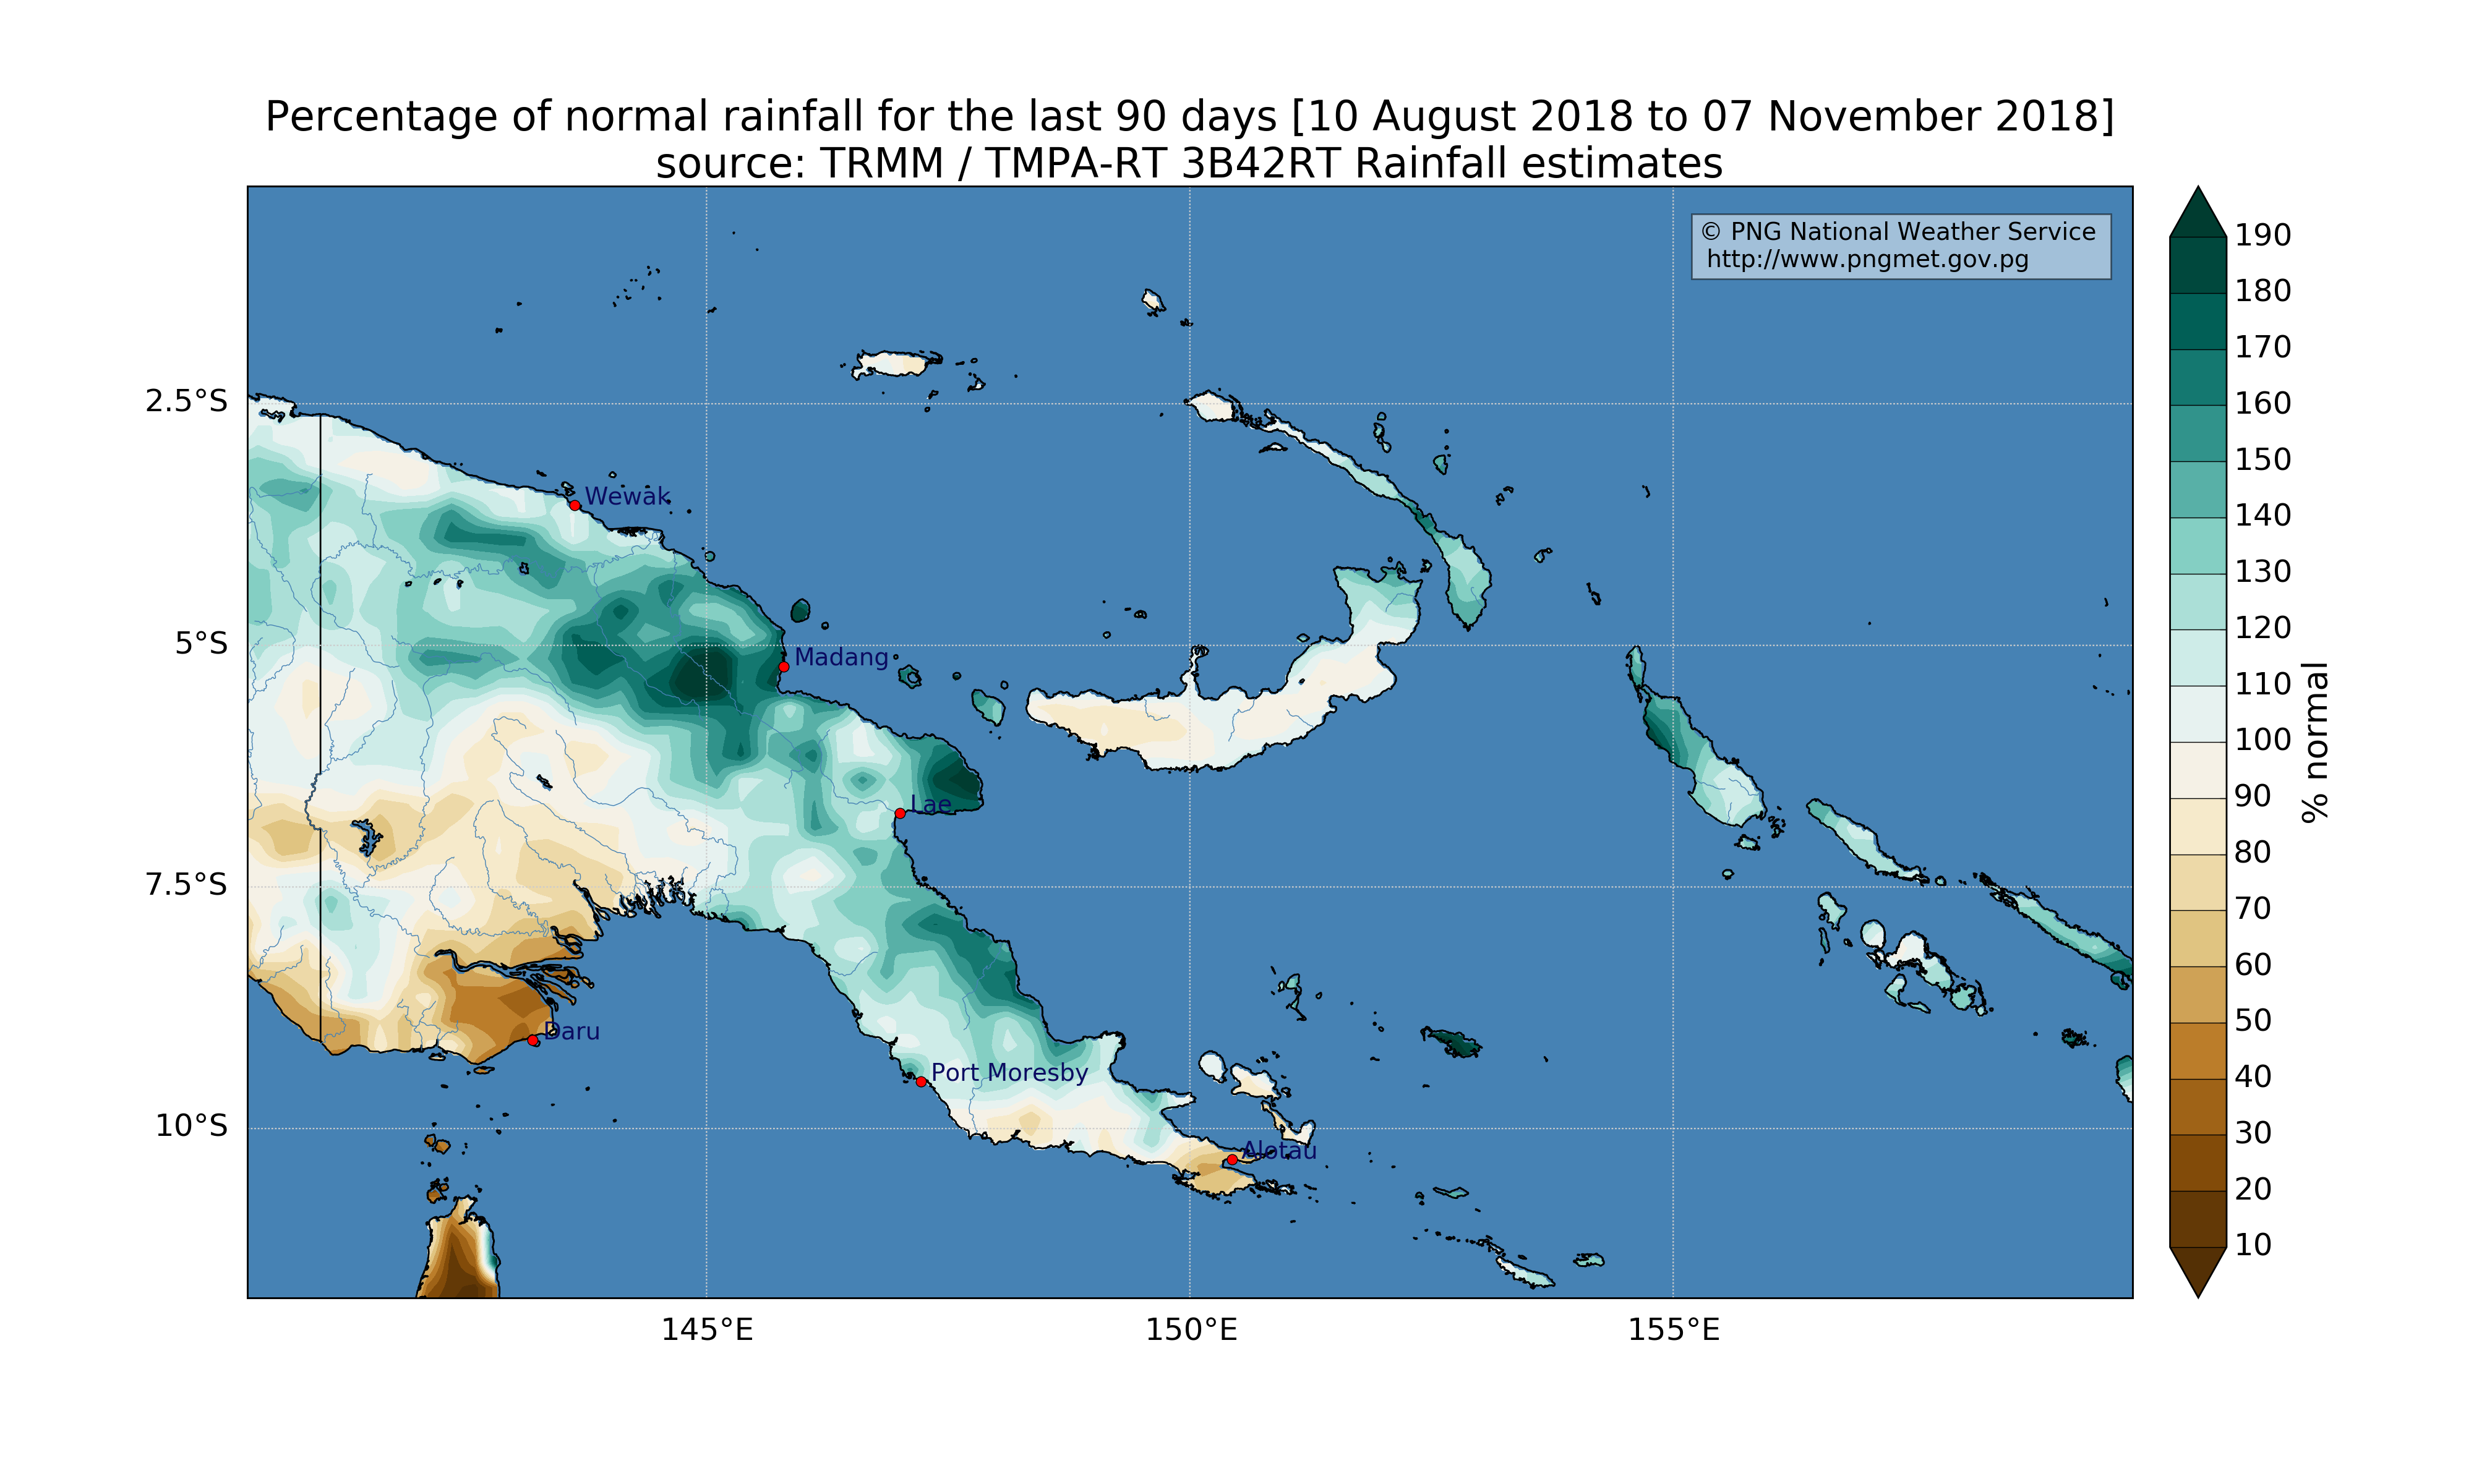 Percentage of normal rainfall for the last 90 days [10 August 2018 to 07 November 2018]
source: TRMM / TMPA-RT 3B42RT Rainfall estimates
© PNG National Weather Service
http://www.pngmet.gov.pg
2.5°S
5°S
7.5°S
10°S
Wewak
Madang
Lae
Daru
Port Moresby
Alotau
145°E
150°E
155°E
190
180
170
160
150
140
130
120
110
100
90
80
70
60
50
40
30
20
10
% normal